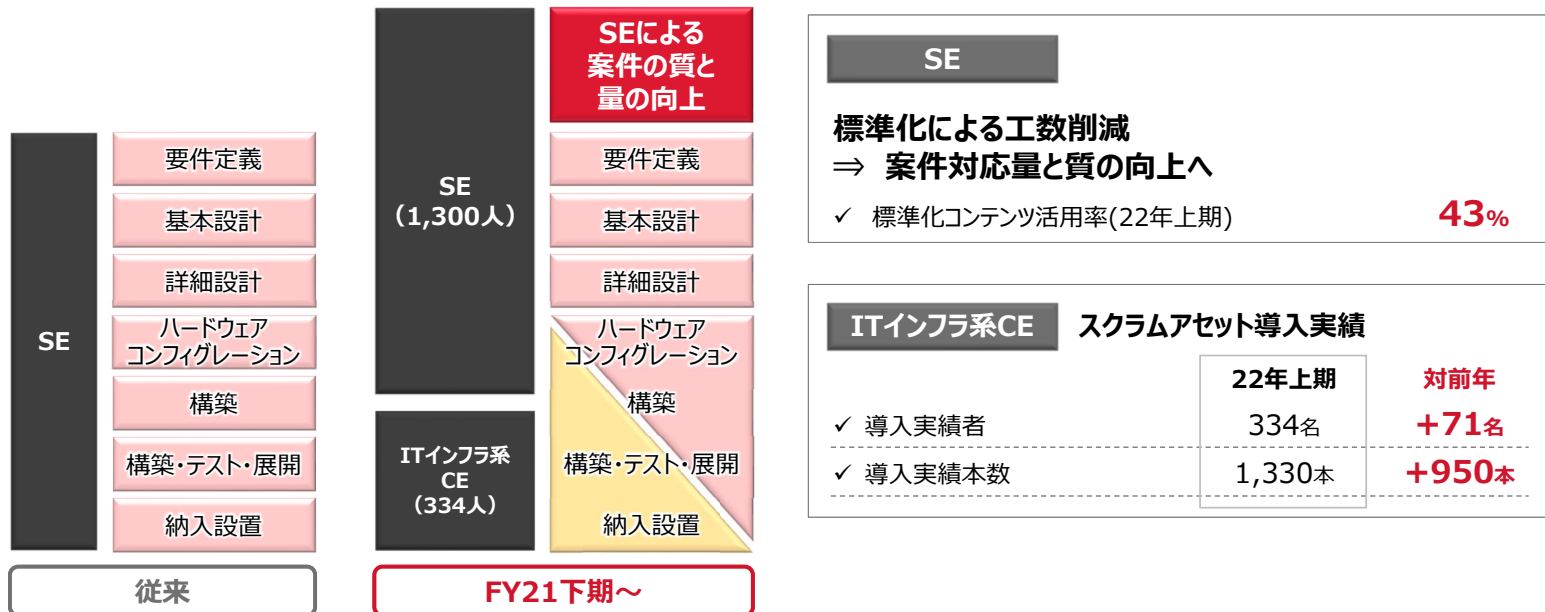 SE
要件定義
基本設計
詳細設計
ハードウェア
コンフィグレーション
構築
構築・テスト・展開
納入設置
従来
SE
（1,300人）
ITインフラ系
CE
（334人）
SEによる
案件の質と
量の向上
要件定義
基本設計
詳細設計
ハードウェア
コンフィグレーション
構築
構築・テスト・展開
納入設置
FY21下期～
SE
標準化による工数削減
⇒ 案件対応量と質の向上へ
✓ 標準化コンテンツ活用率(22年上期) 43%
ITインフラ系CE スクラムアセット導入実績
22年上期 対前年
✓ 導入実績者 334名 +71名
✓ 導入実績本数 1,330本 +950本